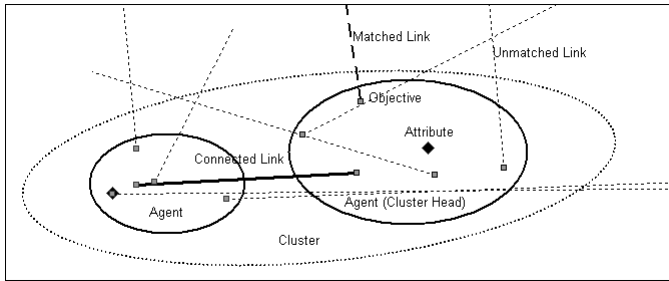 Matched Link
Unmatched Link
Objective
Attribute
Connected Link
Agent (Cluster Head)
Agent
Cluster